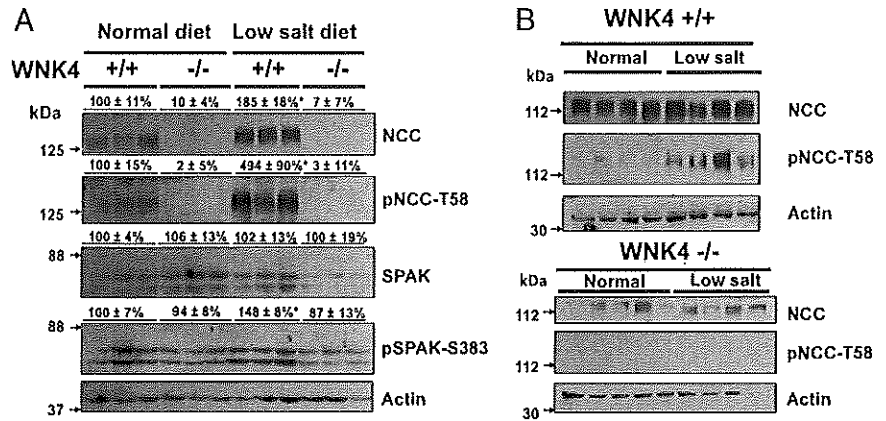 A
Normal diet Low salt diet
WNK4 +/+ -/- +/+ -/-
kDa
100 ± 11% 10 ± 4% 185 ± 18%* 7 ± 7%
125 NCC
100 ± 15% 2 ± 5% 494 ± 90%* 3 ± 11%
125 pNCC-T58
100 ± 4% 106 ± 13% 102 ± 13% 100 ± 19%
88 SPAK
100 ± 7% 94 ± 8% 148 ± 8%* 87 ± 13%
88 pSPAK-S383
37 Actin
B
WNK4 +/+
Normal Low salt
kDa
112 NCC
112 pNCC-T58
30 Actin
WNK4 -/-
kDa Normal Low salt
112 NCC
112 pNCC-T58
30 Actin